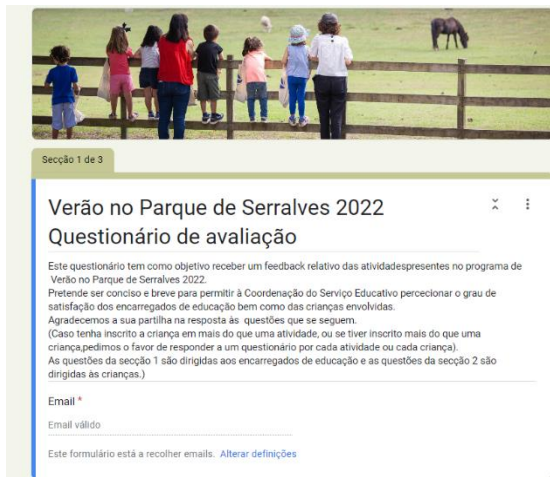 Secção 1 de 3
Verão no Parque de Serralves 2022
Questionário de avaliação
Este questionário tem como objetivo receber um feedback relativo das atividadespresentes no programa de
Verão no Parque de Serralves 2022.
Pretende ser conciso e breve para permitir à Coordenação do Serviço Educativo percecionar o grau de
satisfação dos encarregados de educação bem como das crianças envolvidas.
Agradecemos a sua partilha na resposta às questões que se seguem.
(Caso tenha inscrito a criança em mais do que uma atividade, ou se tiver inscrito mais do que uma
criança,pedimos o favor de responder a um questionário por cada atividade ou cada criança).
As questões da secção 1 são dirigidas aos encarregados de educação e as questões da secção 2 são
dirigidas às crianças.)
Email *
Email válido
Este formulário está a recolher emails. Alterar definições